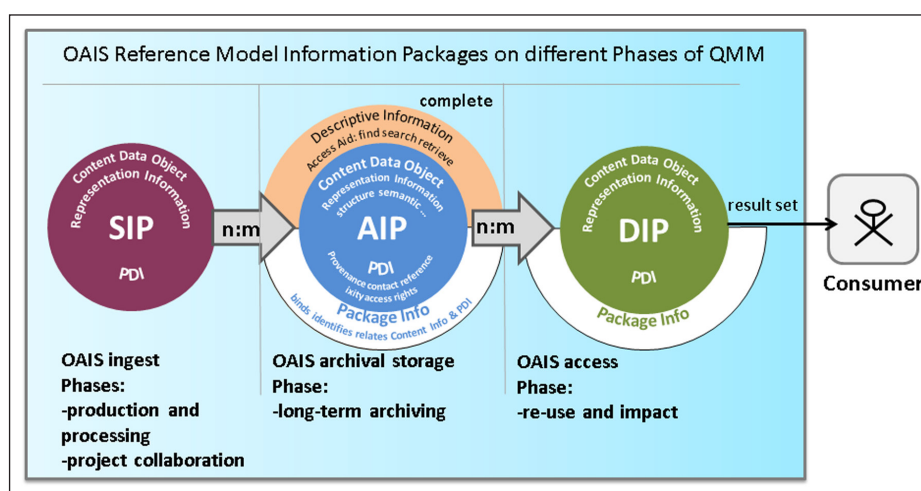 OAIS Reference Model Information Packages on different Phases of QMM
complete
Descriptive Information
Access Aid: find search retrieve
Content Data Object
Representation Information
SIP
PDI
n:m
Content Data Object
Representation Information
structure semantic ...
AIP
PDI
Provenance contact reference
ixity access rights
Package Info
binds identifies relates Content Info & PDI
n:m
Content Data Object
Representation Information
DIP
PDI
Package Info
result set
Consumer
OAIS ingest
Phases:
-production and
processing
-project collaboration
OAIS archival storage
Phase:
-long-term archiving
OAIS access
Phase:
-re-use and impact